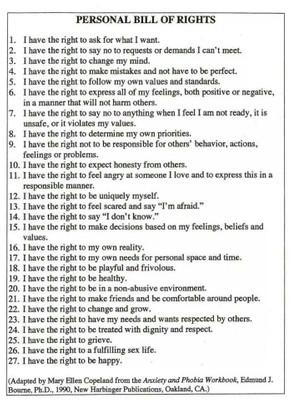 PERSONAL BILL OF RIGHTS
1. I have the right to ask for what I want.
2. I have the right to say no to requests or demands I can't meet.
3. I have the right to change my mind.
4. I have the right to make mistakes and not have to be perfect.
5. I have the right to follow my own values and standards.
6. I have the right to express all of my feelings, both positive or negative,
in a manner that will not harm others.
7. I have the right to say no to anything when I feel I am not ready, it is
unsafe, or it violates my values.
8. I have the right to determine my own priorities.
9. I have the right not to be responsible for others' behavior, actions,
feelings or problems.
10. I have the right to expect honesty from others.
11. I have the right to feel angry at someone I love and to express this in a
responsible manner.
12. I have the right to be uniquely myself.
13. I have the right to feel scared and say "I'm afraid."
14. I have the right to say "I don't know."
15. I have the right to make decisions based on my feelings, beliefs and
values.
16. I have the right to my own reality.
17. I have the right to my own needs for personal space and time.
18. I have the right to be playful and frivolous.
19. I have the right to be healthy.
20. I have the right to be in a non-abusive environment.
21. I have the right to make friends and be comfortable around people.
22. I have the right to change and grow.
23. I have the right to have my needs and wants respected by others.
24. I have the right to be treated with dignity and respect.
25. I have the right to grieve.
26. I have the right to a fulfilling sex life.
27. I have the right to be happy.
(Adapted by Mary Ellen Copeland from the Anxiety and Phobia Workbook, Edmund J.
Bourne, Ph.D., 1990, New Harbinger Publications, Oakland, CA.)